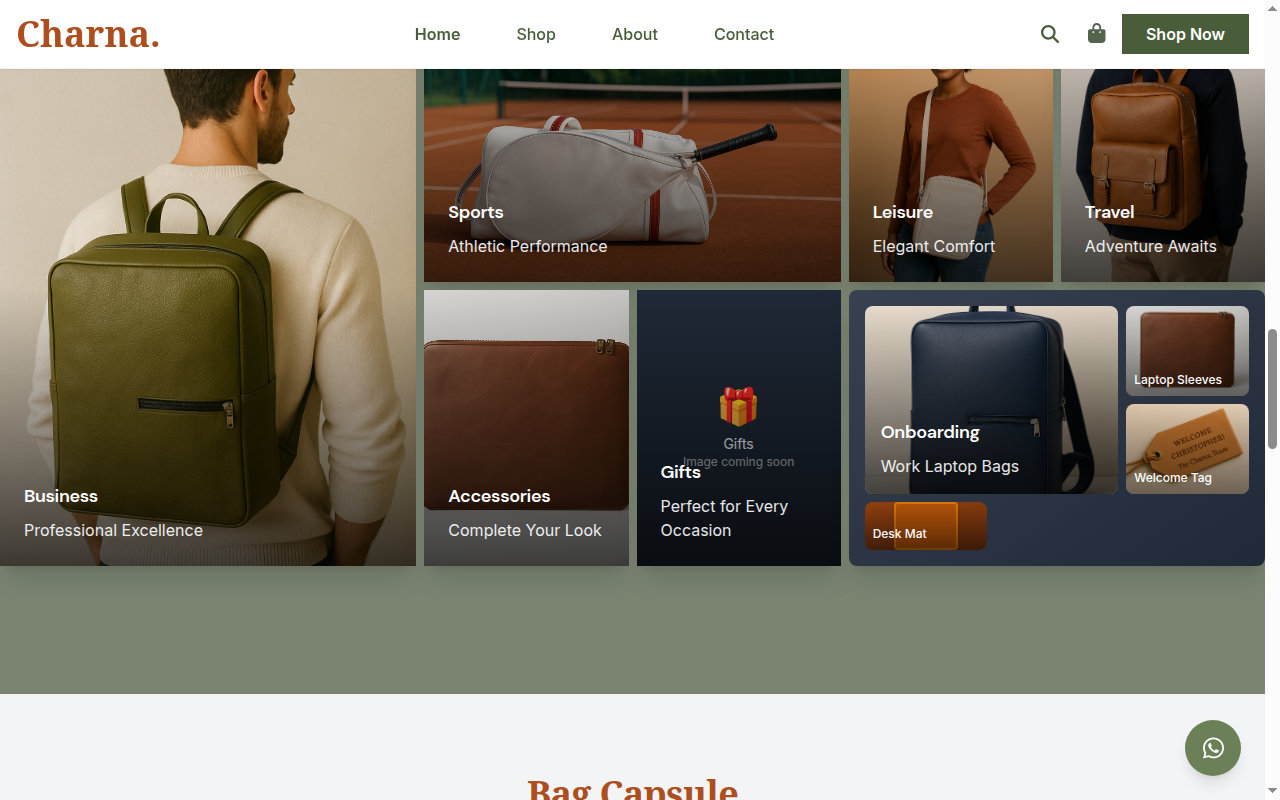 Charna.
Home
Shop
About
Contact
Shop Now
Sports
Athletic Performance
Leisure
Elegant Comfort
Travel
Adventure Awaits
Business
Professional Excellence
Accessories
Complete Your Look
Gifts
Image coming soon
Gifts
Perfect for Every
Occasion
Onboarding
Work Laptop Bags
Laptop Sleeves
WELCOME
CHRISTOPHER!
The Charna. Team
Welcome Tag
Desk Mat
Bag Capsule